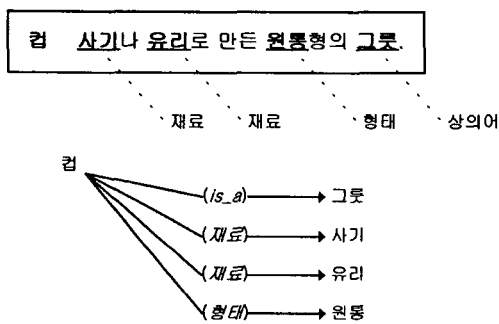 컵 사기나 유리로 만든 원통형의 그릇.
재료 재료 형태 상의어
컵
(is_a) 그릇
(재료) 사기
(재료) 유리
(형태) 원통